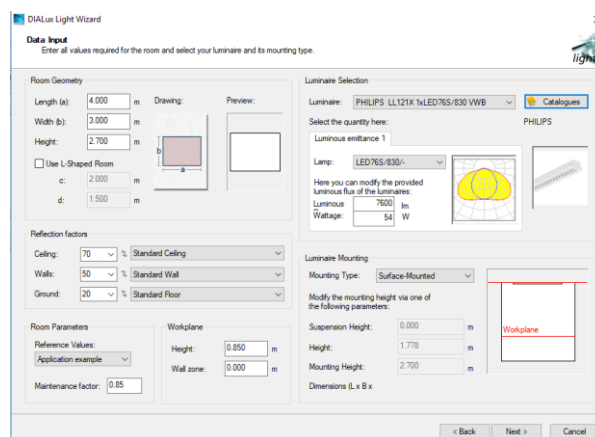 DIALux Light Wizard
Data Input
Enter all values required for the room and select your luminaire and its mounting type.
light
Room Geometry
Length (a): 4.000 m
Width (b): 3.000 m
Height: 2.700 m
Drawing:
Preview:
b
a
Use L-Shaped Room
c: 2.000 m
d: 1.500 m
Reflection factors
Ceiling: 70 % Standard Ceiling
Walls: 50 % Standard Wall
Ground: 20 % Standard Floor
Room Parameters
Reference Values:
Application example
Maintenance factor: 0.85
Workplane
Height: 0.850 m
Wall zone: 0.000 m
Luminaire Selection
Luminaire: PHILIPS LL121X 1xLED76S/830 VWB
Catalogues
Select the quantity here:
PHILIPS
Luminous emittance 1
Lamp: LED76S/830/-
Here you can modify the provided
luminous flux of the luminaires:
Luminous 7600 lm
Wattage: 54 W
Luminaire Mounting
Mounting Type: Surface-Mounted
Modify the mounting height via one of
the following parameters:
Suspension Height: 0.000 m
Height: 1.778 m
Mounting Height: 2.700 m
Dimensions (L x B x
Workplane
< Back
Next >
Cancel